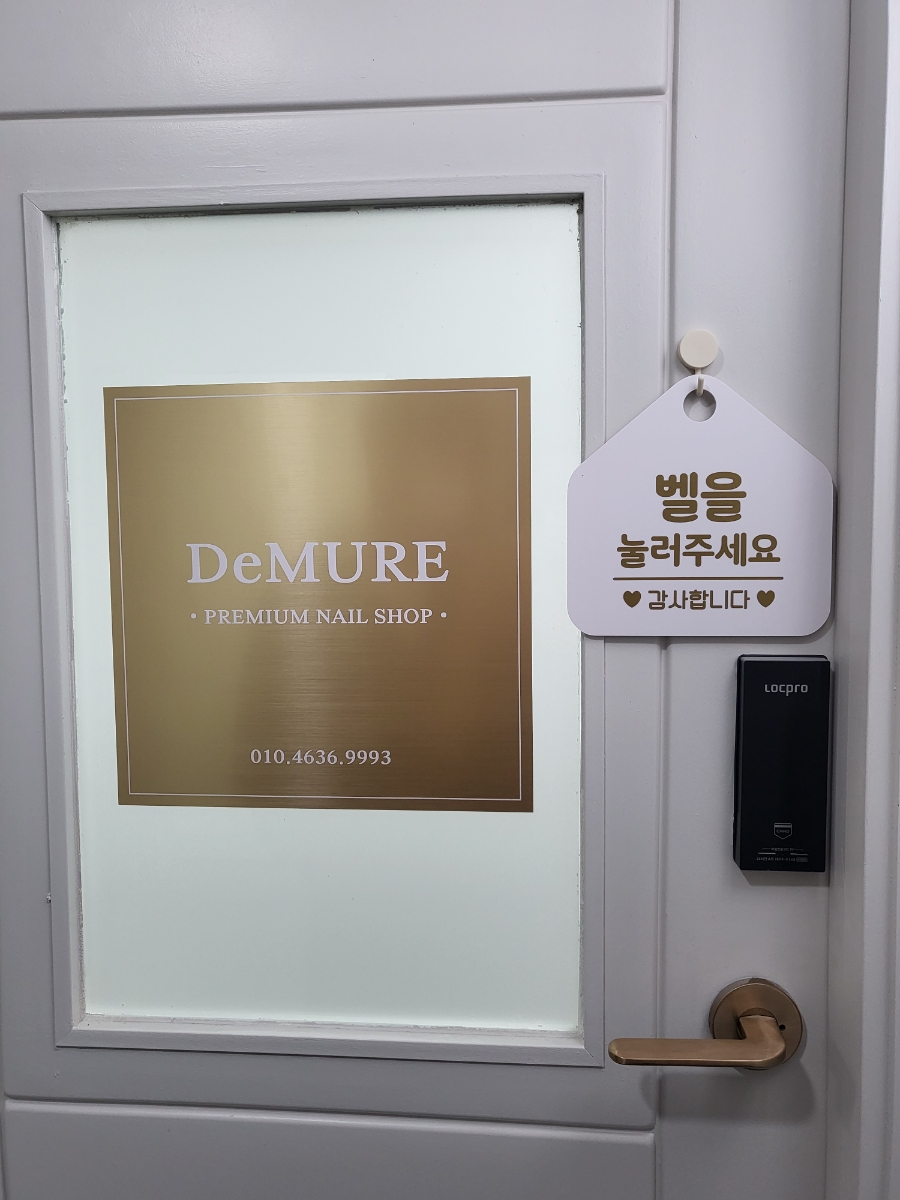 DeMURE
• PREMIUM NAIL SHOP •
010.4636.9993
벨을
눌러주세요
♥ 감사합니다 ♥
Locpro